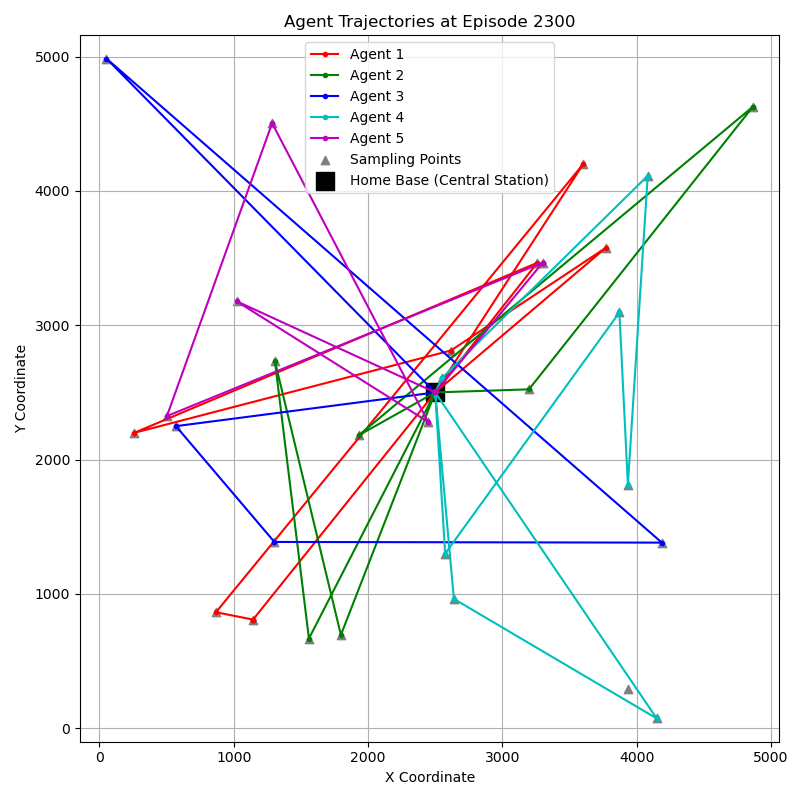 Agent Trajectories at Episode 2300
Agent 1
Agent 2
Agent 3
Agent 4
Agent 5
Sampling Points
Home Base (Central Station)
Y Coordinate
5000
4000
3000
2000
1000
0
0 1000 2000 3000 4000 5000
X Coordinate